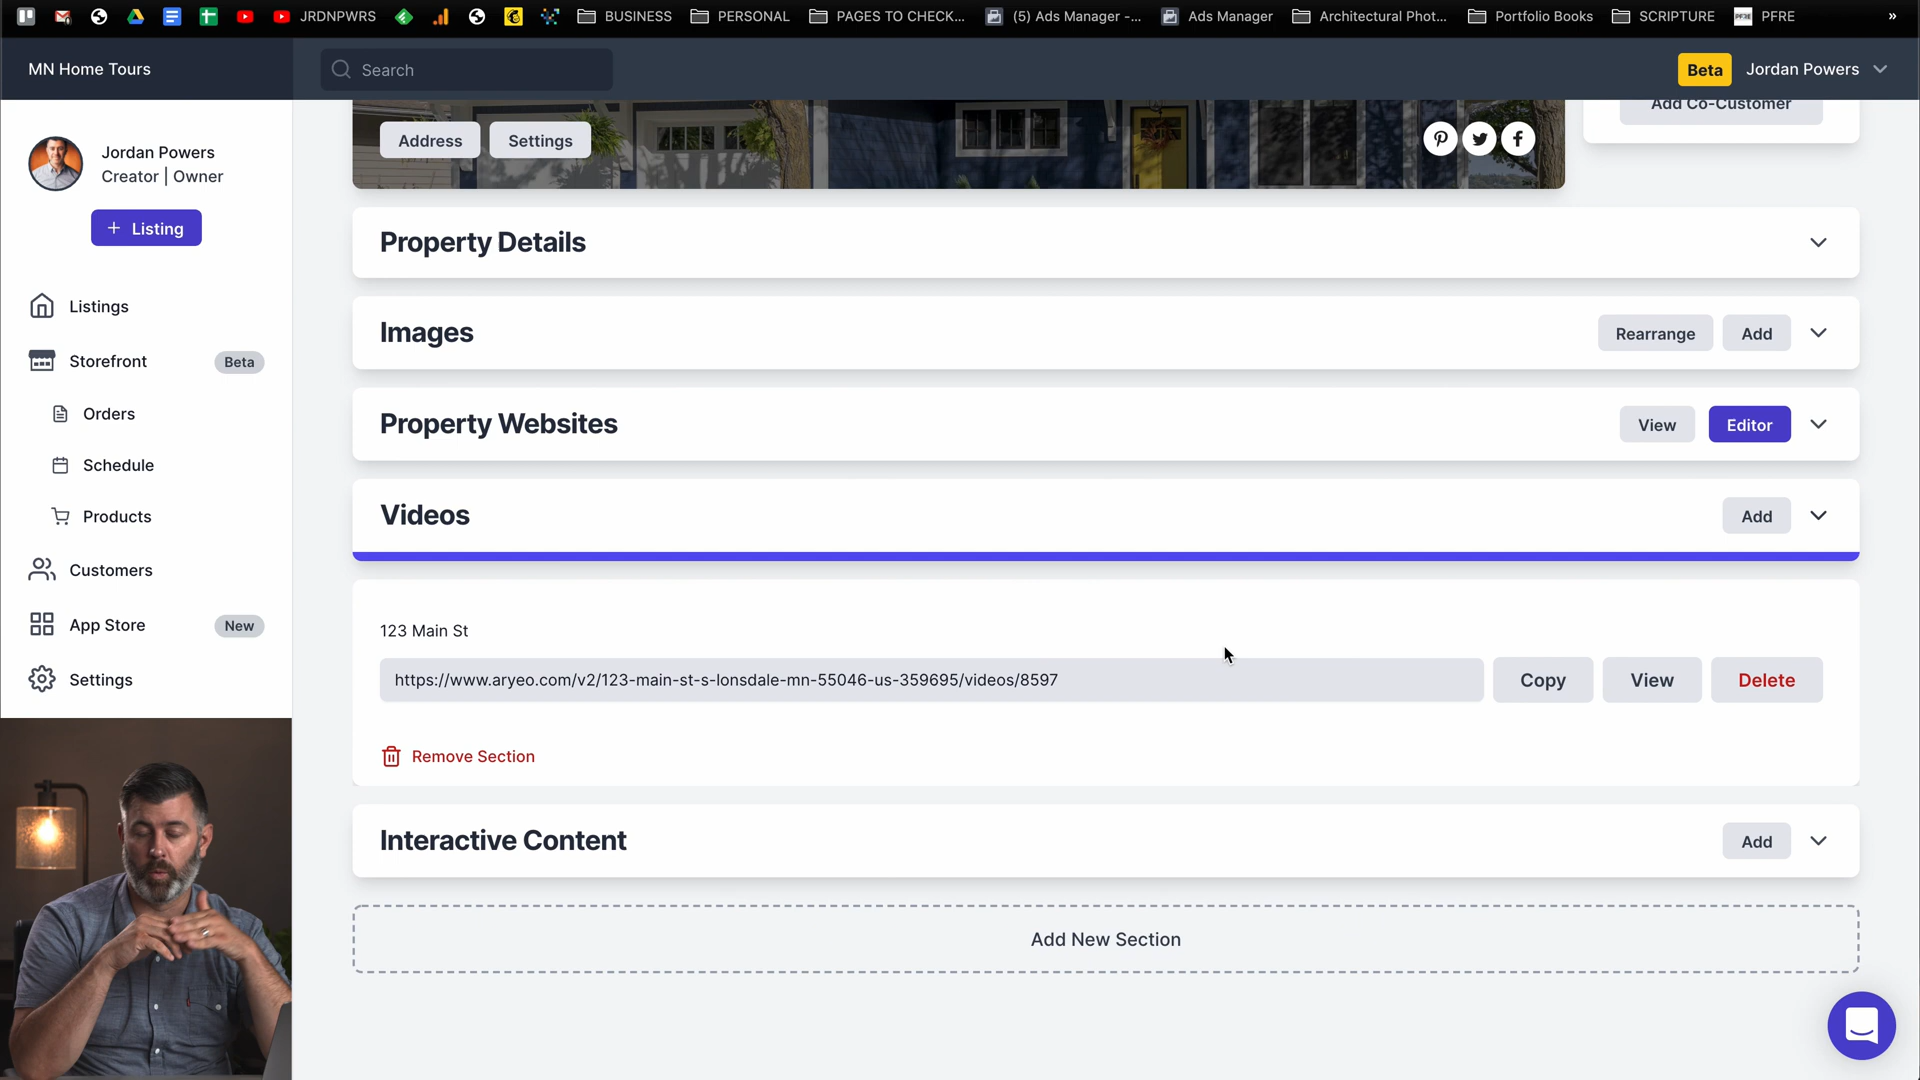 JRDNPWRS
BUSINESS
PERSONAL
PAGES TO CHECK...
(5) Ads Manager -...
Ads Manager
Architectural Phot...
Portfolio Books
SCRIPTURE
PFRE
PFRE
»
MN Home Tours
Search
Beta
Jordan Powers
Add Co-Customer
Address
Settings
Jordan Powers
Creator | Owner
+ Listing
Listings
Storefront
Beta
Orders
Schedule
Products
Customers
App Store
New
Settings
Property Details
Images
Rearrange
Add
Property Websites
View
Editor
Videos
Add
123 Main St
https://www.aryeo.com/v2/123-main-st-s-lonsdale-mn-55046-us-359695/videos/8597
Copy
View
Delete
Remove Section
Interactive Content
Add
Add New Section